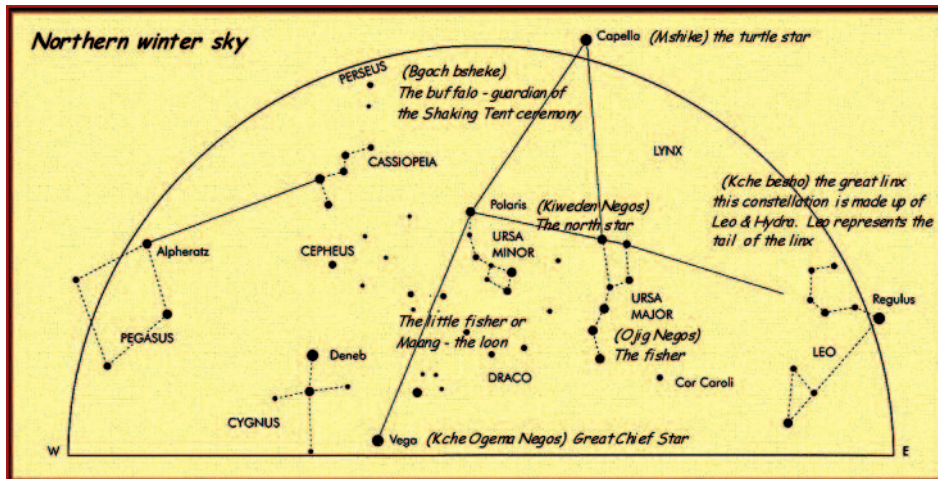 Northern winter sky
Capella (Mshike) the turtle star
PERSEUS
(Bgoch bsheke)
The buffalo - guardian of
the Shaking Tent ceremony
CASSIOPEIA
LYNX
(Kche besho) the great linx
this constellation is made up of
Leo & Hydra. Leo represents the
tail of the linx
Polaris (Kiweden Negos)
The north star
Alpheratz
CEPHEUS
URSA
MINOR
URSA
MAJOR
Regulus
PEGASUS
The little fisher or
Maang - the loon
(Ojig Negos)
The fisher
LEO
Deneb
DRACO
Cor Caroli
CYGNUS
Vega (Kche Ogema Negos) Great Chief Star
W
E